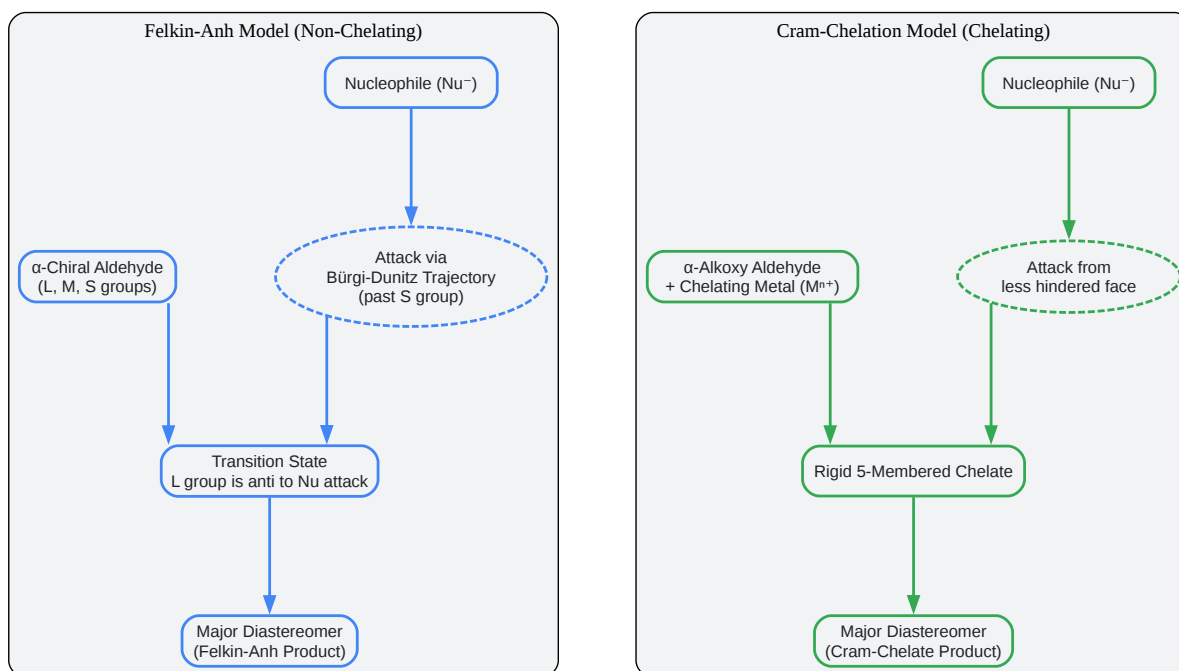 Felkin-Anh Model (Non-Chelating)
Nucleophile (Nu⁻)
α-Chiral Aldehyde
(L, M, S groups)
Attack via
Bürgi-Dunitz Trajectory
(past S group)
Transition State
L group is anti to Nu attack
Major Diastereomer
(Felkin-Anh Product)
Cram-Chelation Model (Chelating)
Nucleophile (Nu⁻)
α-Alkoxy Aldehyde
+ Chelating Metal (Mⁿ⁺)
Attack from
less hindered face
Rigid 5-Membered Chelate
Major Diastereomer
(Cram-Chelate Product)